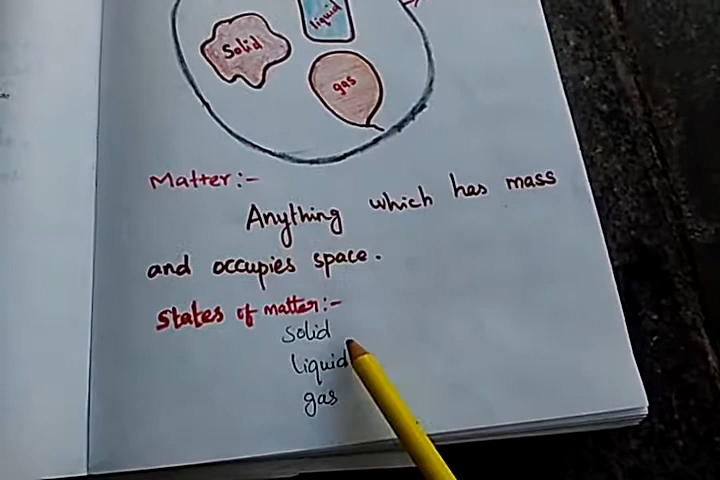 liquid
Solid
gas
Matter:-
Anything which has mass
and occupies space.
States of matter:-
solid
liquid
gas